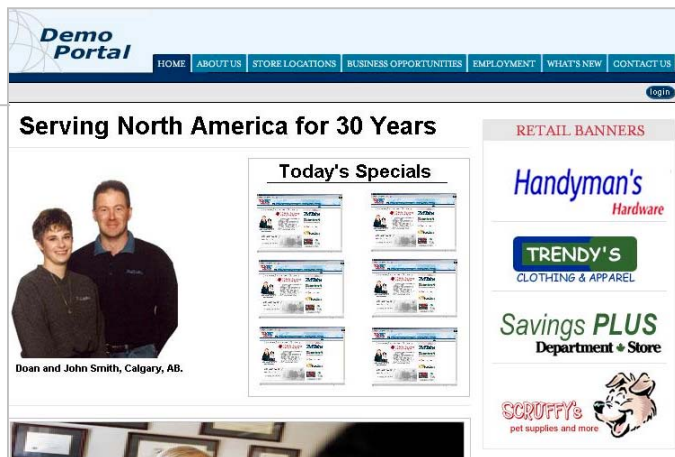 Demo
Portal
HOME ABOUT US STORE LOCATIONS BUSINESS OPPORTUNITIES EMPLOYMENT WHAT'S NEW CONTACT US
login
Serving North America for 30 Years
Today's Specials
Doan and John Smith, Calgary, AB.
RETAIL BANNERS
Handyman's
Hardware
TRENDY'S
CLOTHING & APPAREL
Savings PLUS
Department Store
SCRUFFY's
pet supplies and more